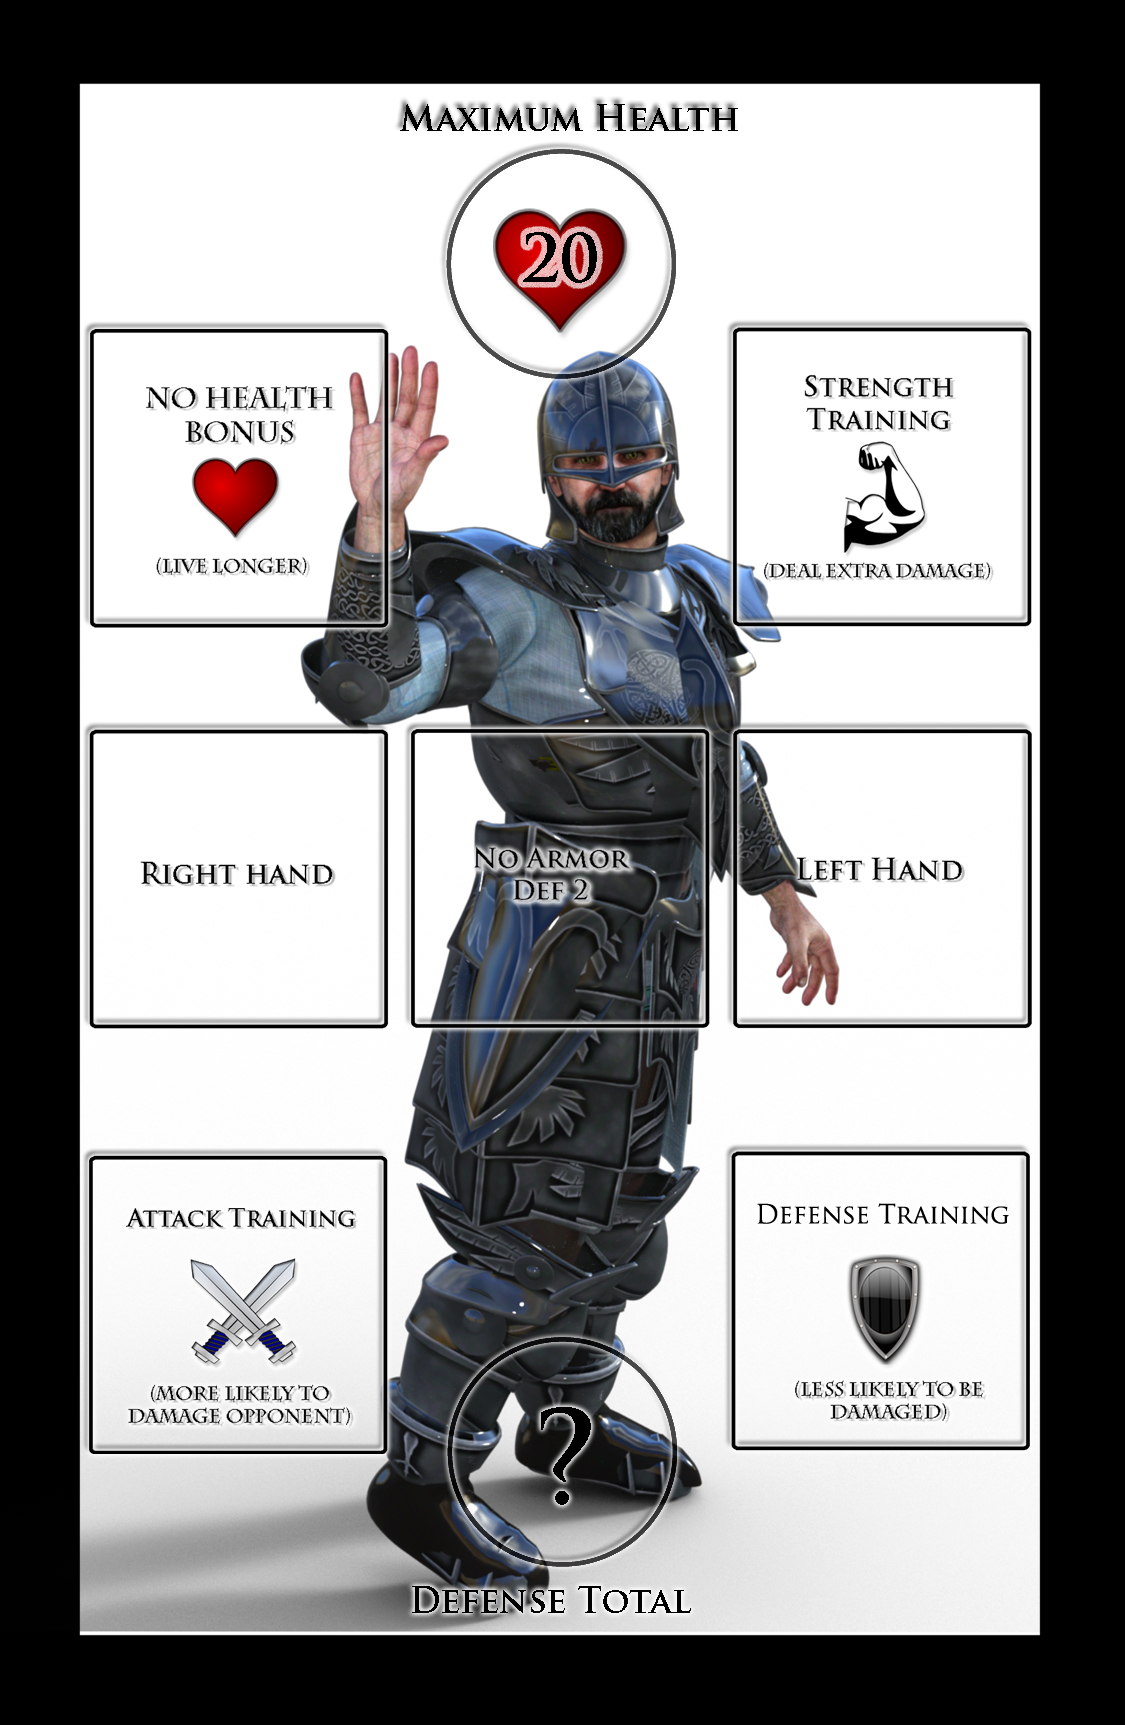 Maximum Health
20
NO HEALTH
BONUS
(LIVE LONGER)
Strength
Training
(DEAL EXTRA DAMAGE)
Right hand
No Armor
Def 2
Left Hand
Attack Training
(MORE LIKELY TO
DAMAGE OPPONENT)
Defense Training
(LESS LIKELY TO BE
DAMAGED)
?
Defense Total